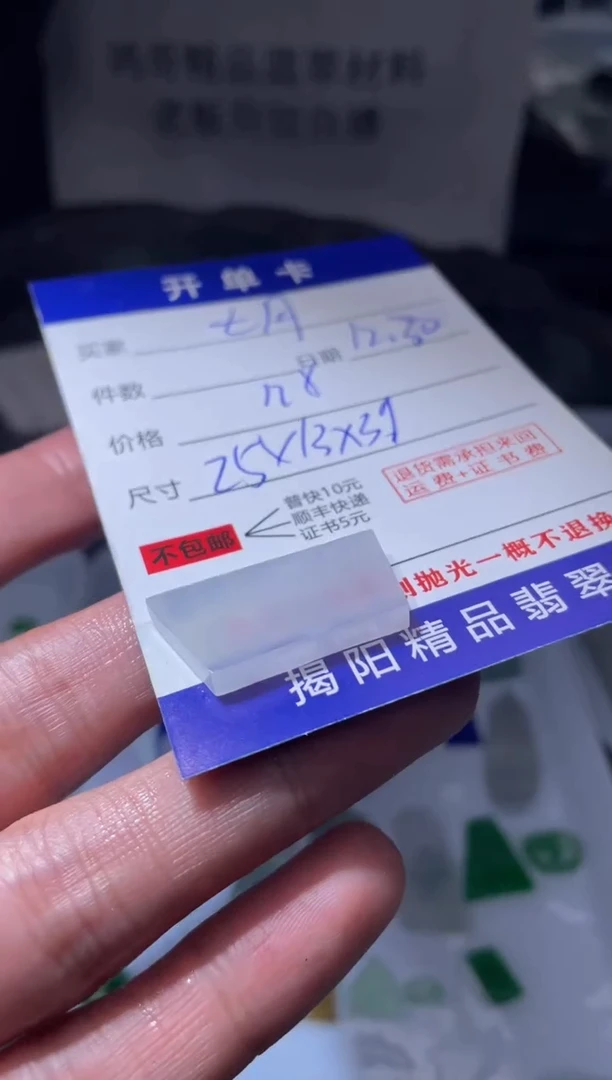 开单卡
买家 七月
日期 12.30
件数
价格 n8
尺寸 25X13X39
退货需承担来回
运费+证书费
不包邮
普快10元
顺丰快递
证书5元
抛光一概不退换
揭阳精品翡翠